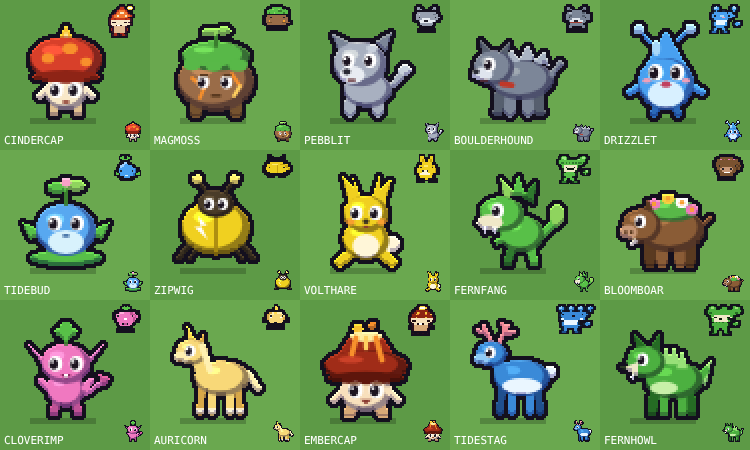 CINDERCAP
MAGMOSS
PEBBLIT
BOULDERHOUND
DRIZZLET
TIDEBUD
ZIPWIG
VOLTHARE
FERNFANG
BLOOMBOAR
CLOVERIMP
AURICORN
EMBERCAP
TIDESTAG
FERNHOWL